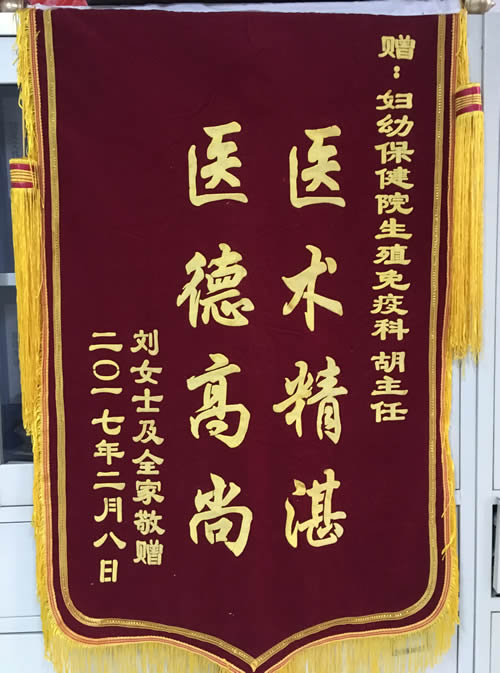 赠：妇幼保健院生殖免疫科 胡主任
医术精湛
医德高尚
刘女士及全家敬赠
二〇一七年二月八日